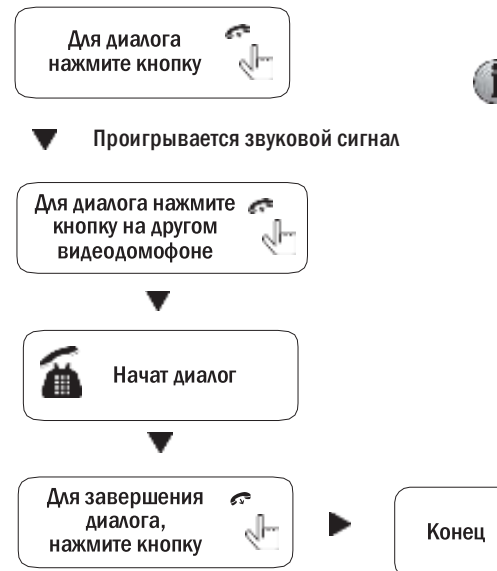 Для диалога
нажмите кнопку
Проигрывается звуковой сигнал
Для диалога нажмите
кнопку на другом
видеодомофоне
Начат диалог
Для завершения
диалога,
нажмите кнопку
Конец